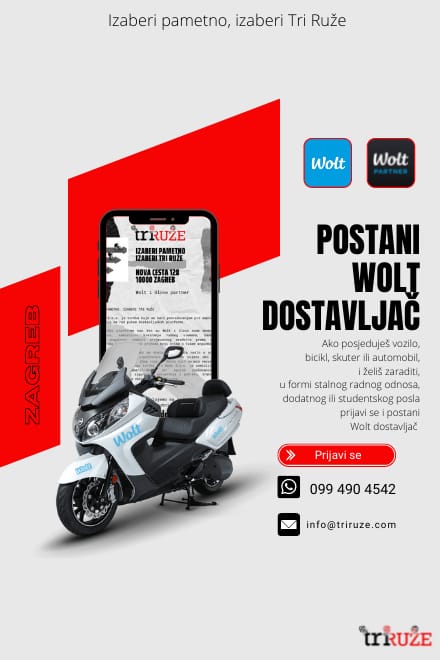 Izaberi pametno, izaberi Tri Ruže
Wolt
Wolt
PARTNER
triRUŽE
IZABERI PAMETNO
IZABERI TRI RUŽE
NOVA CESTA 128
10000 ZAGREB
Wolt i Glovo partner
ZAGREB
POSTANI
WOLT
DOSTAVLJAČ
Ako posjeduješ vozilo,
bicikl, skuter ili automobil,
i želiš zaraditi,
u formi stalnog radnog odnosa,
dodatnog ili studentskog posla
prijavi se i postani
Wolt dostavljač
Prijavi se
099 490 4542
info@triruze.com
Wolt
Wolt
triRUŽE